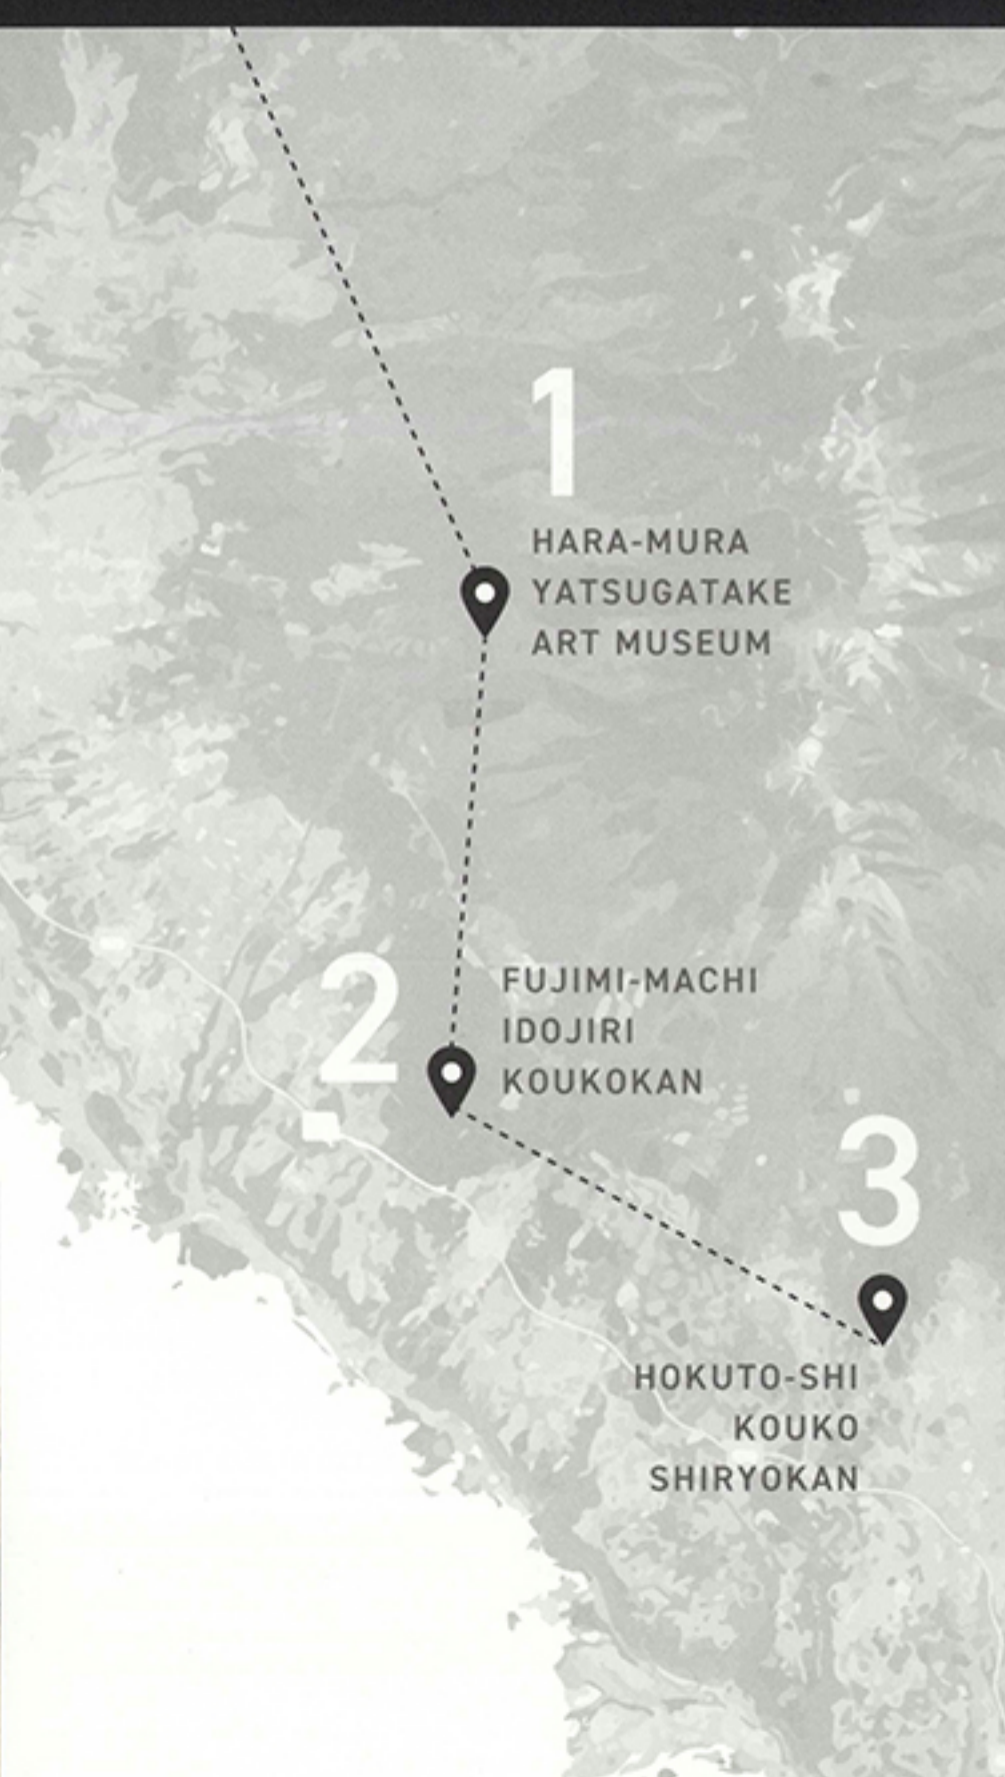 1
HARA-MURA
YATSUGATAKE
ART MUSEUM
2
FUJIMI-MACHI
IDOJIRI
KOUKOKAN
3
HOKUTO-SHI
KOUKO
SHIRYOKAN